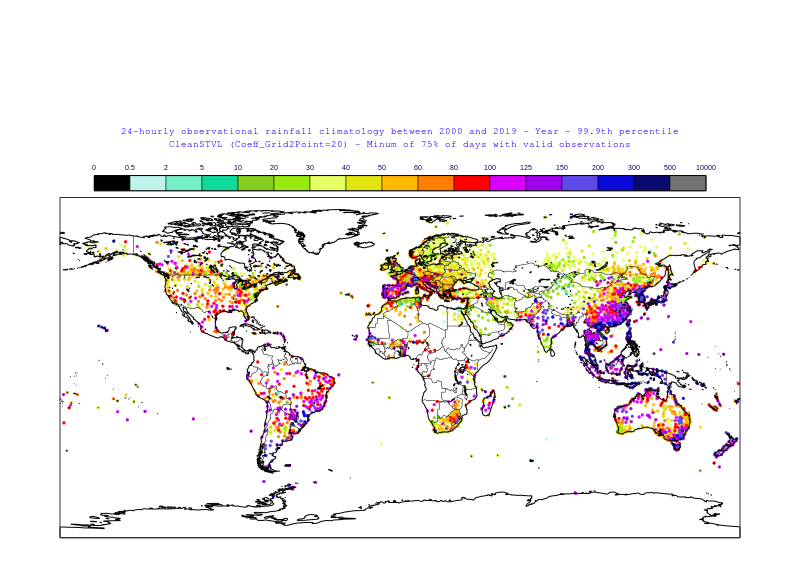 24-hourly observational rainfall climatology between 2000 and 2019 - Year - 99.9th percentile
CleanSTVL (Coeff_Grid2Point=20) - Minum of 75% of days with valid observations
0 0.5 2 5 10 20 30 40 50 60 80 100 125 150 200 300 500 10000